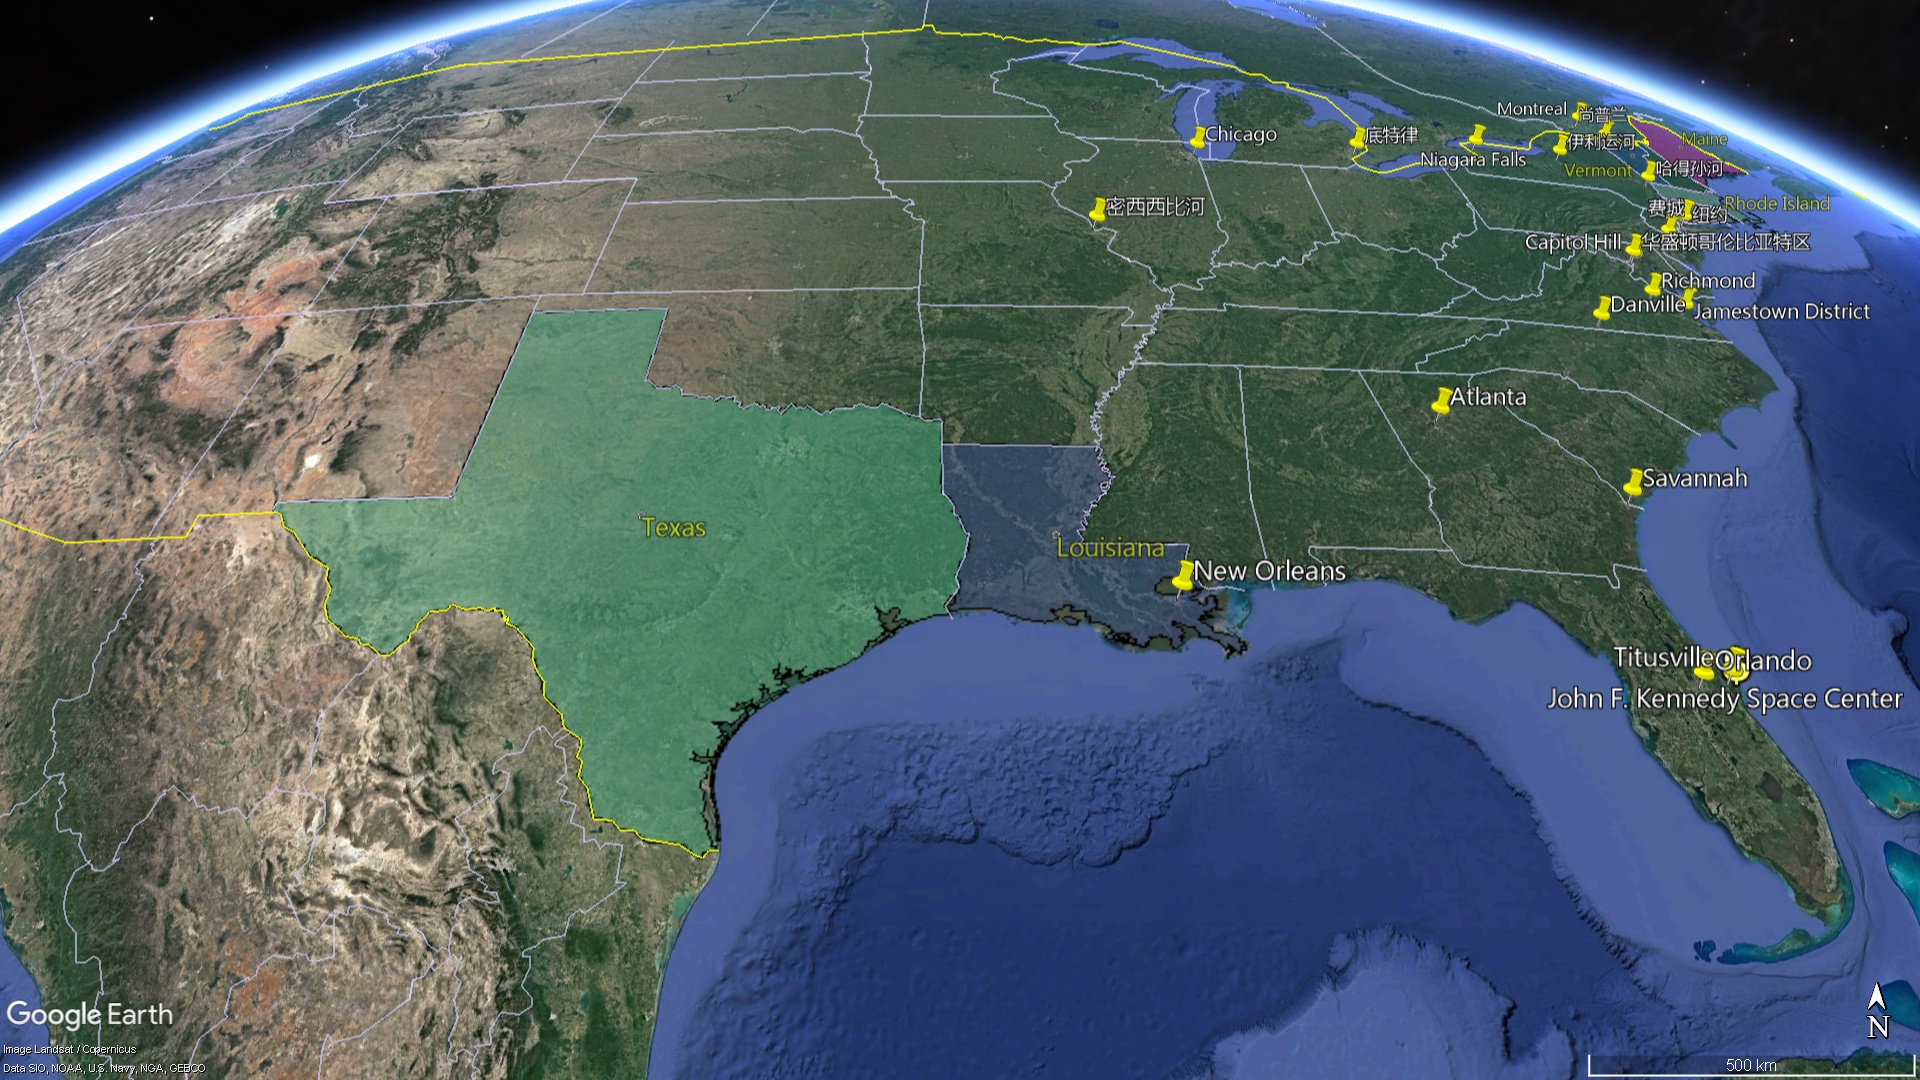 Montreal
尚普兰
Chicago
底特律
伊利运河
Maine
Niagara Falls
Vermont
哈得孙河
密西西比河
费城
纽约
Rhode Island
Capitol Hill
华盛顿哥伦比亚特区
Richmond
Danville
Jamestown District
Atlanta
Savannah
Texas
Louisiana
New Orleans
Titusville
Orlando
John F. Kennedy Space Center
Google Earth
N
Image Landsat / Copernicus
Data SIO, NOAA, U.S. Navy, NGA, GEBCO
500 km